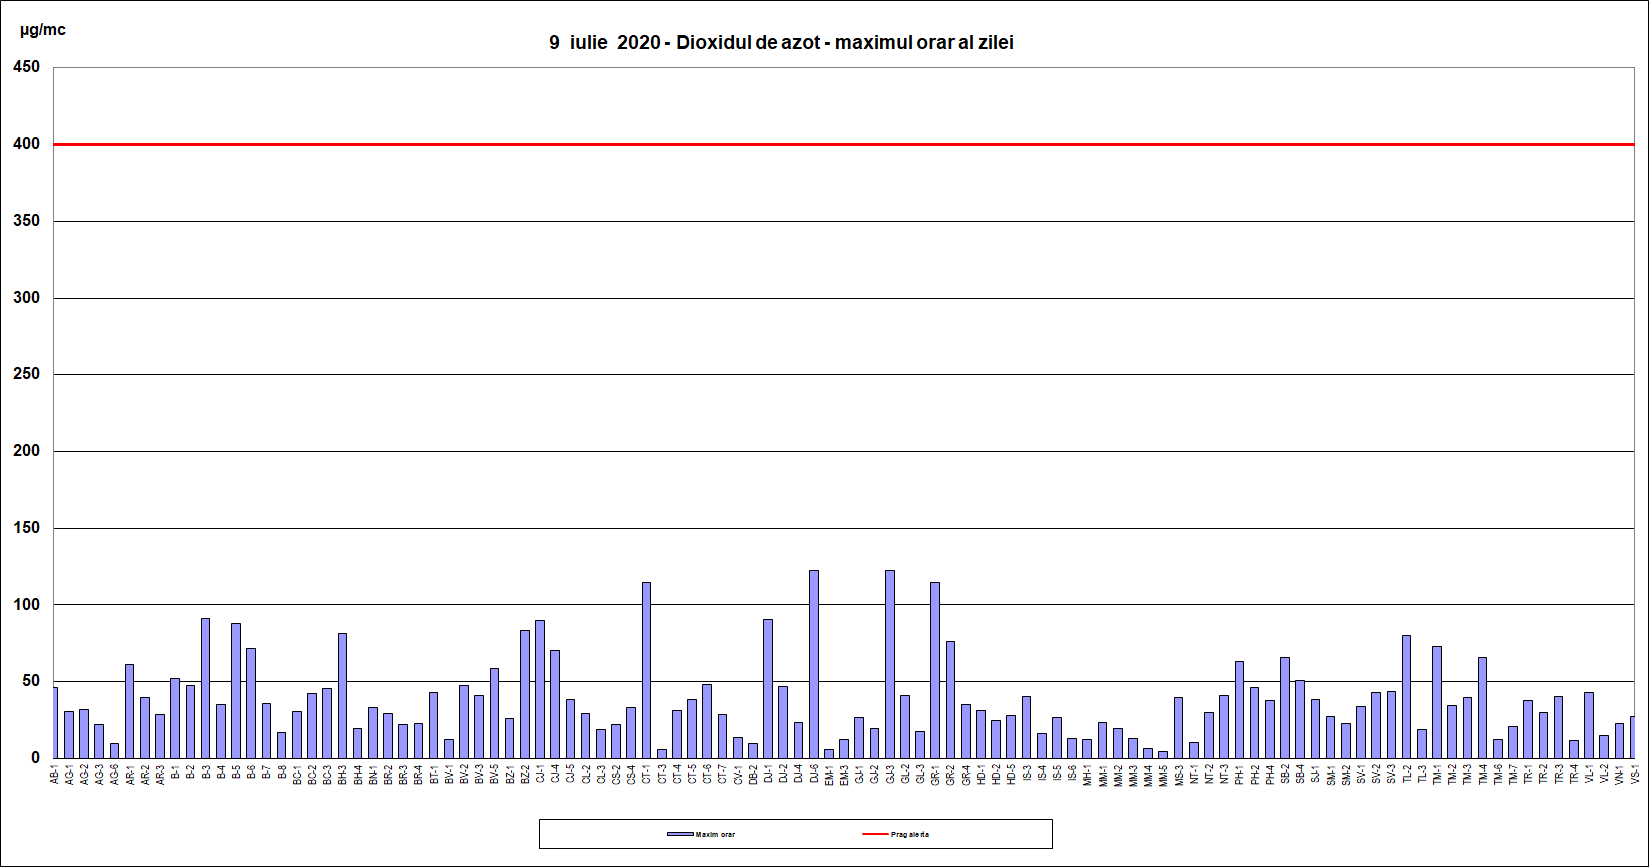 µg/mc
9 iulie 2020 - Dioxidul de azot - maximul orar al zilei
450
400
350
300
250
200
150
100
50
0
AB-1 AG-1 AG-2 AG-3 AG-6 AR-1 AR-2 AR-3 B-1 B-2 B-3 B-4 B-5 B-6 B-7 B-8 BC-1 BC-2 BC-3 BH-3 BH-4 BN-1 BR-2 BR-3 BR-4 BT-1 BV-1 BV-2 BV-3 BV-5 BZ-1 BZ-2 CJ-1 CJ-4 CJ-5 CL-2 CL-3 CS-2 CS-4 CT-1 CT-3 CT-4 CT-5 CT-6 CT-7 CV-1 DB-2 DJ-1 DJ-2 DJ-4 DJ-6 EM-1 EM-3 GJ-1 GJ-2 GJ-3 GL-2 GL-3 GR-1 GR-2 GR-4 HD-1 HD-2 HD-5 IS-3 IS-4 IS-5 IS-6 MH-1 MM-1 MM-2 MM-3 MM-4 MM-5 MS-3 NT-1 NT-2 NT-3 PH-1 PH-2 PH-4 SB-2 SB-4 SJ-1 SM-1 SM-2 SV-1 SV-2 SV-3 TL-2 TL-3 TM-1 TM-2 TM-3 TM-4 TM-6 TM-7 TR-1 TR-2 TR-3 TR-4 VL-1 VL-2 VN-1 VS-1
Maxim orar Prag alerta